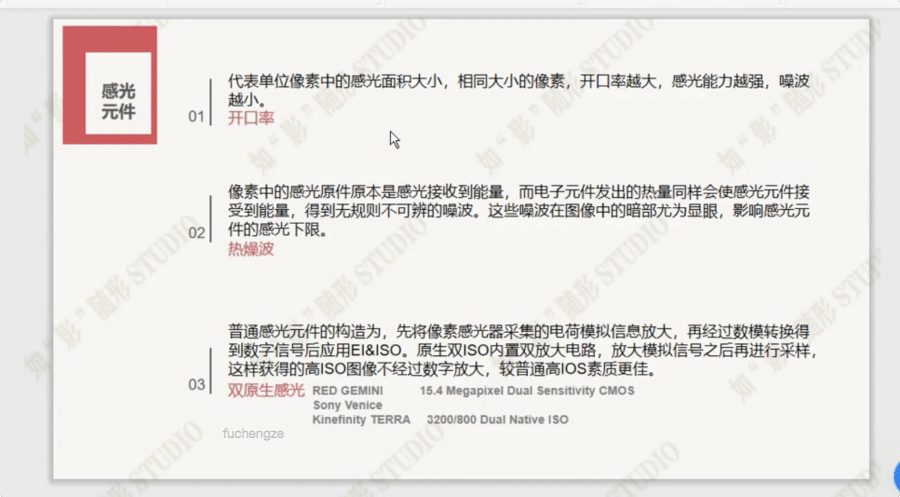 感光
元件
代表单位像素中的感光面积大小，相同大小的像素，开口率越大，感光能力越强，噪波
越小。
01
开口率
像素中的感光原件原本是感光接收到能量，而电子元件发出的热量同样会使感光元件接
受到能量，得到无规则不可辨的噪波。这些噪波在图像中的暗部尤为显眼，影响感光元
件的感光下限。
02
热燥波
普通感光元件的构造为，先将像素感光器采集的电荷模拟信息放大，再经过数模转换得
到数字信号后应用EI&ISO。原生双ISO内置双放大电路，放大模拟信号之后再进行采样，
这样获得的高ISO图像不经过数字放大，较普通高IOS素质更佳。
03
双原生感光 RED GEMINI 15.4 Megapixel Dual Sensitivity CMOS
Sony Venice
Kinefinity TERRA 3200/800 Dual Native ISO
fuchengze
如“影”随形 STUDIO